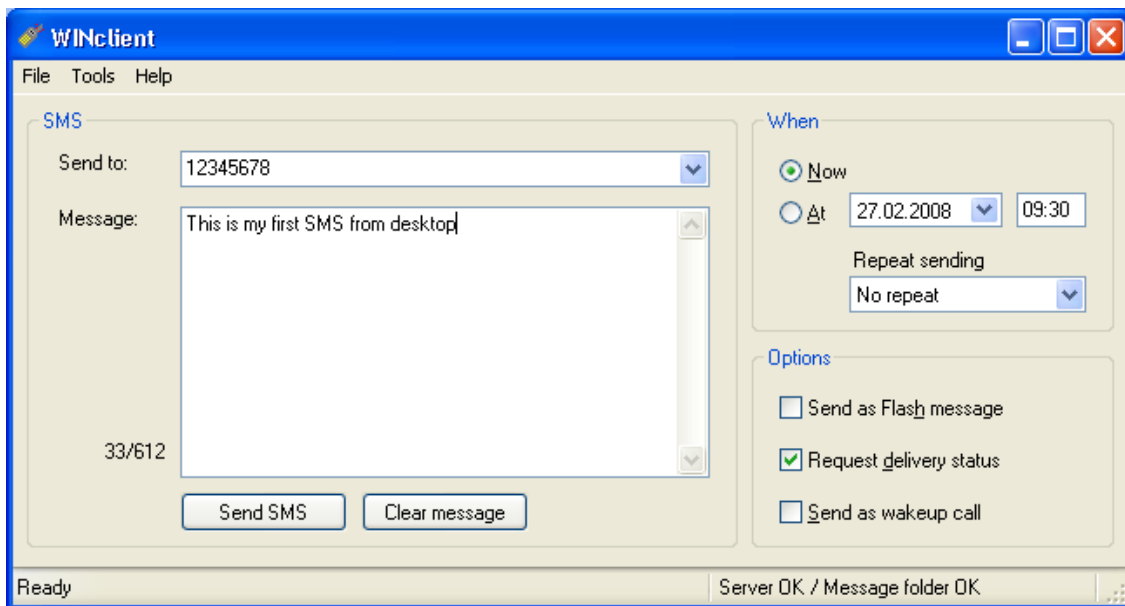 WINclient
File Tools Help
SMS
Send to:
12345678
Message:
This is my first SMS from desktop
33/612
Send SMS
Clear message
When
Now
At
27.02.2008
09:30
Repeat sending
No repeat
Options
Send as Flash message
Request delivery status
Send as wakeup call
Ready
Server OK / Message folder OK